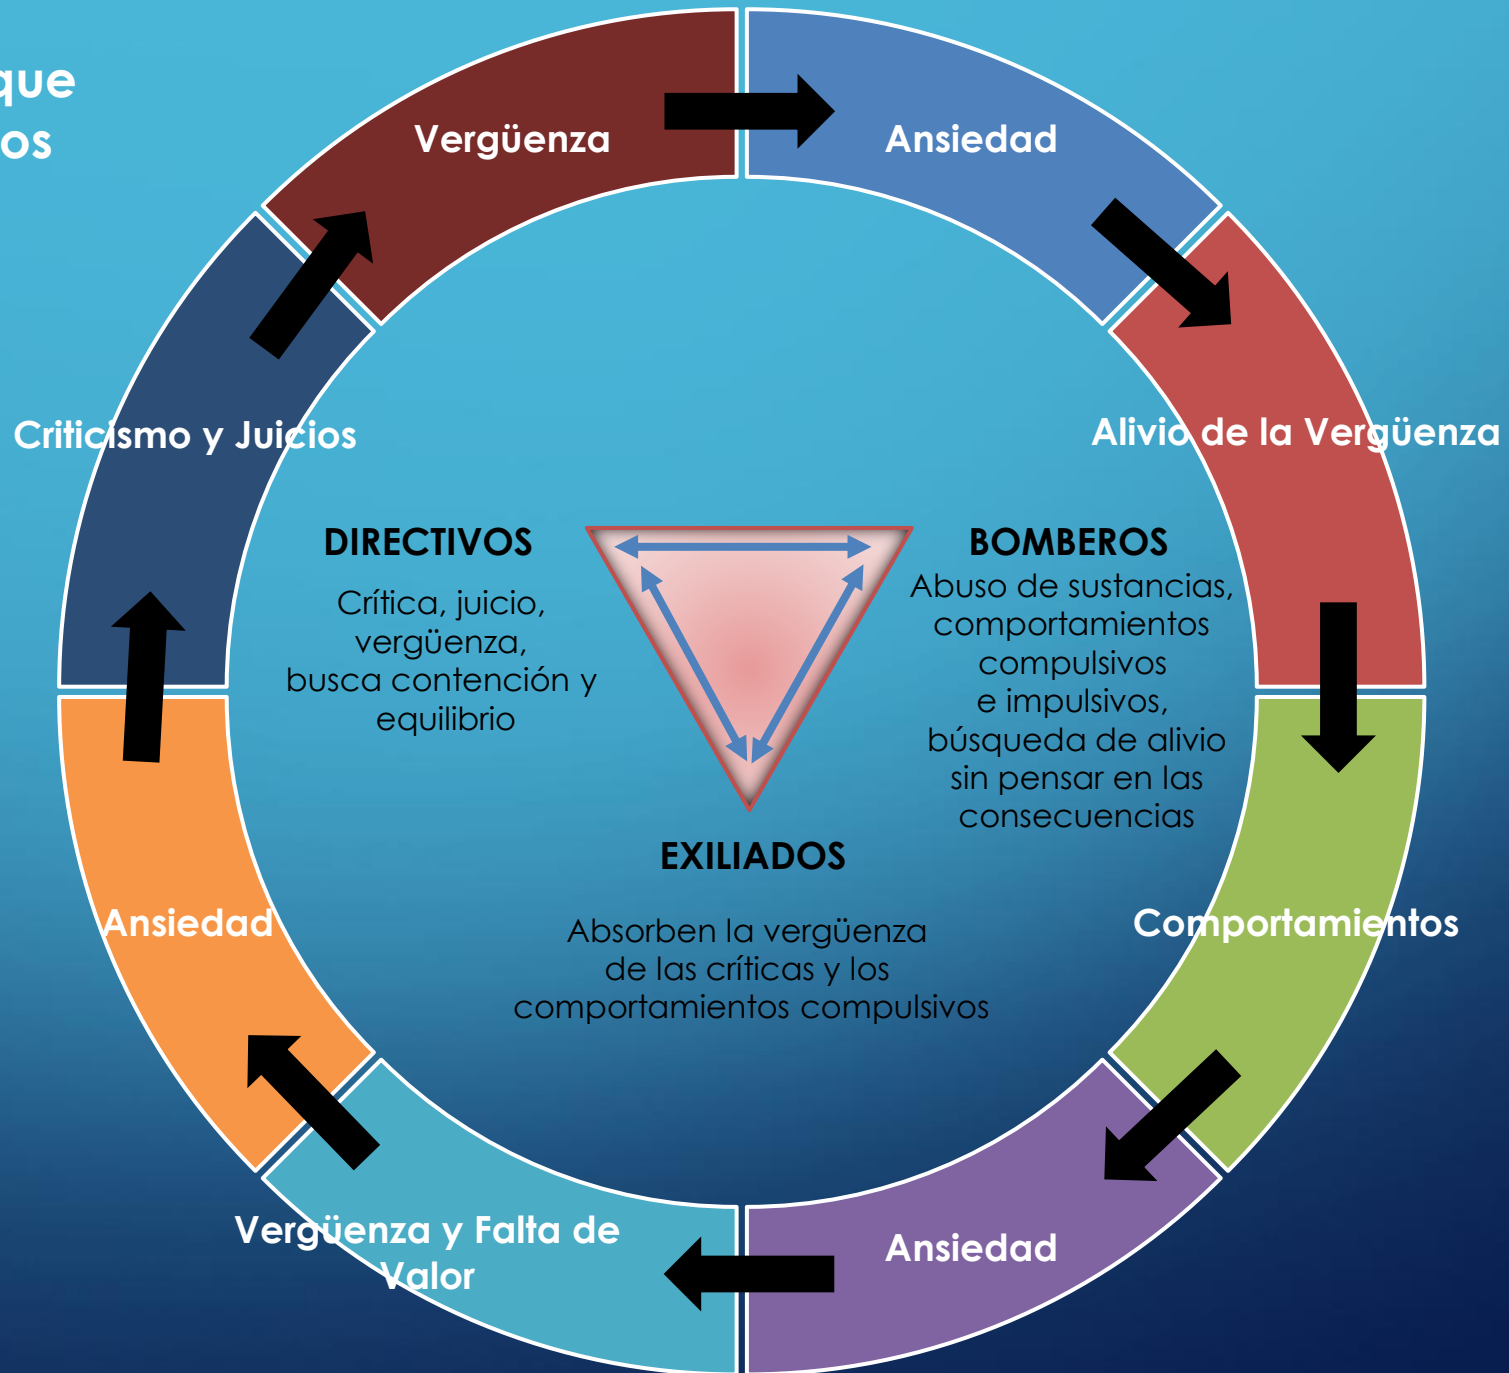 que
os
Vergüenza
Ansiedad
Criticismo y Juicios
Alivio de la Vergüenza
DIRECTIVOS
Crítica, juicio,
vergüenza,
busca contención y
equilibrio
BOMBEROS
Abuso de sustancias,
comportamientos
compulsivos
e impulsivos,
búsqueda de alivio
sin pensar en las
consecuencias
EXILIADOS
Absorben la vergüenza
de las críticas y los
comportamientos compulsivos
Ansiedad
Comportamientos
Vergüenza y Falta de
Valor
Ansiedad